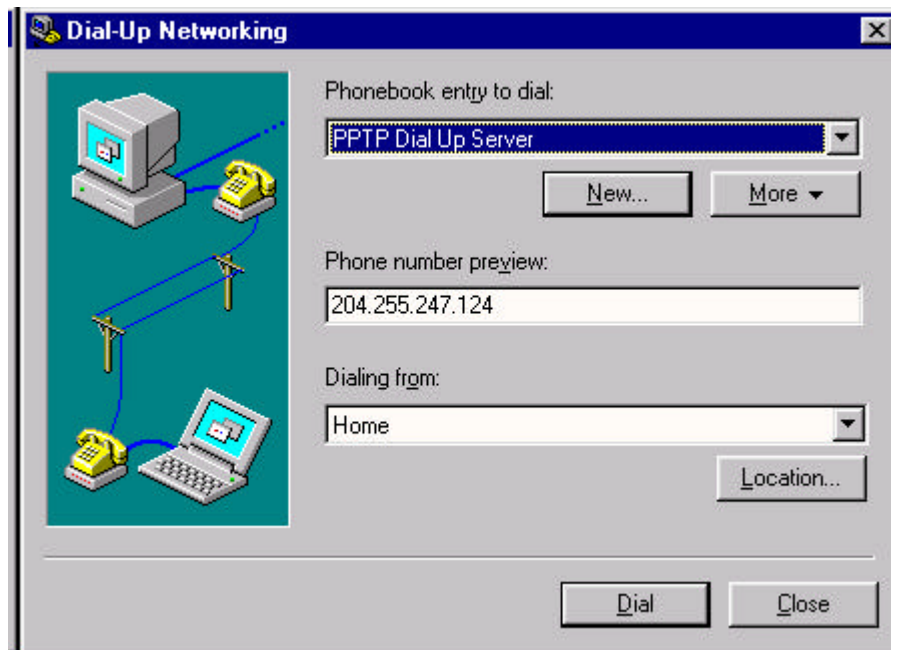 Dial-Up Networking
Phonebook entry to dial:
PPTP Dial Up Server
New... More
Phone number preview:
204.255.247.124
Dialing from:
Home
Location...
Dial Close